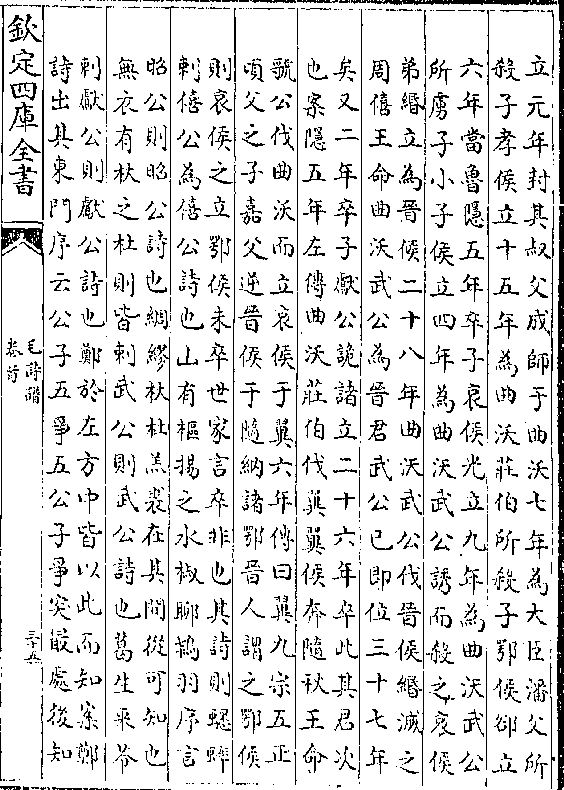 立元年封其叔父成師于曲沃七年為大臣潘父所
殺子孝侯立十五年為曲沃莊伯所殺子鄂侯郤立
六年當魯隱五年卒子哀侯光立九年為曲沃武公
所虜子小子侯立四年為曲沃武公誘而殺之哀侯
弟緡立為晉侯二十八年曲沃武公伐晉侯緡滅之
周僖王命曲沃武公為晉君武公已即位三十七年
矣又二年卒子獻公詭諸立二十六年卒此其君次
也案隱五年左傳曲沃莊伯伐翼翼侯奔隨秋王命
虢公伐曲沃而立哀侯于翼六年傳曰翼九宗五正
頃父之子嘉父逆晉侯于隨納諸鄂晉人謂之鄂侯
則哀侯之立鄂侯未卒世家言卒非也其詩則蟋蟀
刺僖公為僖公詩也山有樞揚之水椒聊鴇羽序言
昭公則昭公詩也綢繆杕杜羔裘在其間從可知也
無衣有杕之杜則皆刺武公則武公詩也葛生采苓
刺獻公則獻公詩也鄭於左方中皆以此而知案鄭
詩出其東門序云公子五爭五公子爭突最處後知
欽定四庫全書
毛詩譜
卷首
三十五